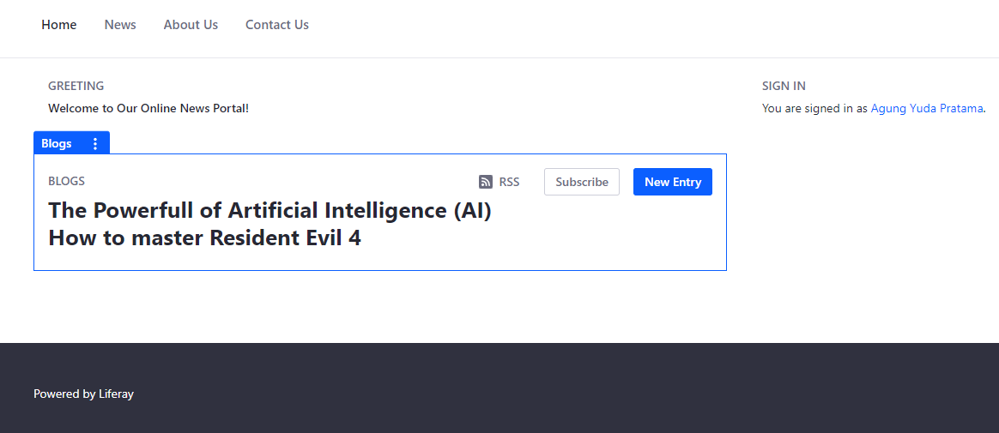 Home News About Us Contact Us
GREETING
Welcome to Our Online News Portal!
SIGN IN
You are signed in as Agung Yuda Pratama.
Blogs
BLOGS
RSS Subscribe New Entry
The Powerfull of Artificial Intelligence (AI)
How to master Resident Evil 4
Powered by Liferay